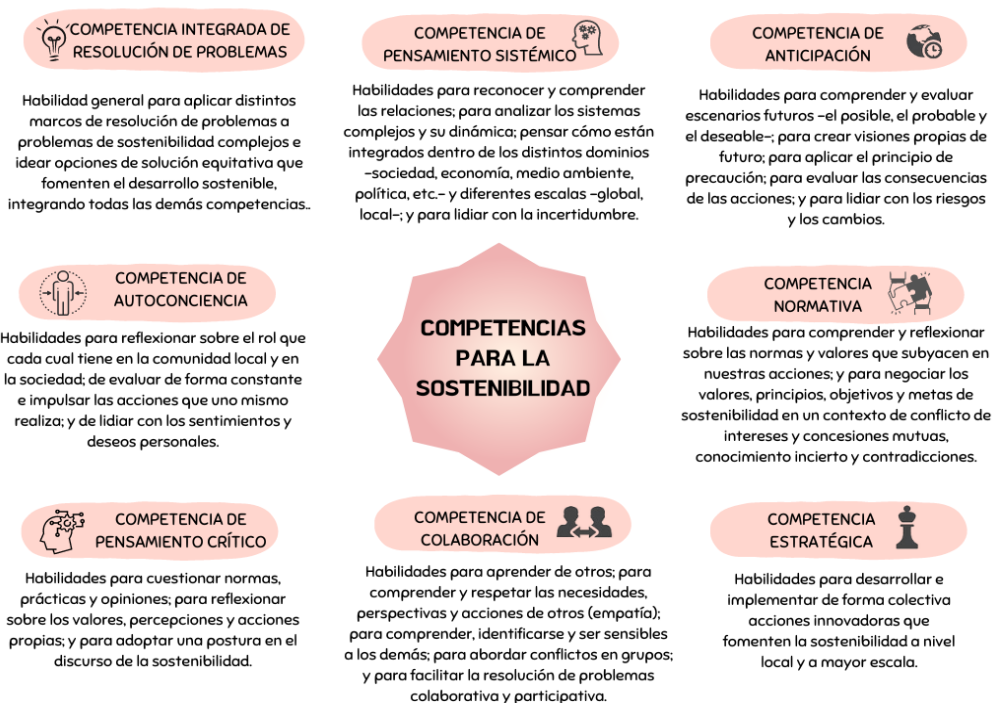 COMPETENCIA INTEGRADA DE
RESOLUCIÓN DE PROBLEMAS
Habilidad general para aplicar distintos
marcos de resolución de problemas a
problemas de sostenibilidad complejos e
idear opciones de solución equitativa que
fomenten el desarrollo sostenible,
integrando todas las demás competencias..
COMPETENCIA DE
PENSAMIENTO SISTÉMICO
Habilidades para reconocer y comprender
las relaciones; para analizar los sistemas
complejos y su dinámica; pensar cómo están
integrados dentro de los distintos dominios
–sociedad, economía, medio ambiente,
política, etc.– y diferentes escalas –global,
local–; y para lidiar con la incertidumbre.
COMPETENCIA DE
ANTICIPACIÓN
Habilidades para comprender y evaluar
escenarios futuros –el posible, el probable y
el deseable–; para crear visiones propias de
futuro; para aplicar el principio de
precaución; para evaluar las consecuencias
de las acciones; y para lidiar con los riesgos
y los cambios.
COMPETENCIA DE
AUTOCONCIENCIA
Habilidades para reflexionar sobre el rol que
cada cual tiene en la comunidad local y en
la sociedad; de evaluar de forma constante
e impulsar las acciones que uno mismo
realiza; y de lidiar con los sentimientos y
deseos personales.
COMPETENCIAS
PARA LA
SOSTENIBILIDAD
COMPETENCIA
NORMATIVA
Habilidades para comprender y reflexionar
sobre las normas y valores que subyacen en
nuestras acciones; y para negociar los
valores, principios, objetivos y metas de
sostenibilidad en un contexto de conflicto de
intereses y concesiones mutuas,
conocimiento incierto y contradicciones.
COMPETENCIA DE
PENSAMIENTO CRÍTICO
Habilidades para cuestionar normas,
prácticas y opiniones; para reflexionar
sobre los valores, percepciones y acciones
propias; y para adoptar una postura en el
discurso de la sostenibilidad.
COMPETENCIA DE
COLABORACIÓN
Habilidades para aprender de otros; para
comprender y respetar las necesidades,
perspectivas y acciones de otros (empatía);
para comprender, identificarse y ser sensibles
a los demás; para abordar conflictos en grupos;
y para facilitar la resolución de problemas
colaborativa y participativa.
COMPETENCIA
ESTRATÉGICA
Habilidades para desarrollar e
implementar de forma colectiva
acciones innovadoras que
fomenten la sostenibilidad a nivel
local y a mayor escala.